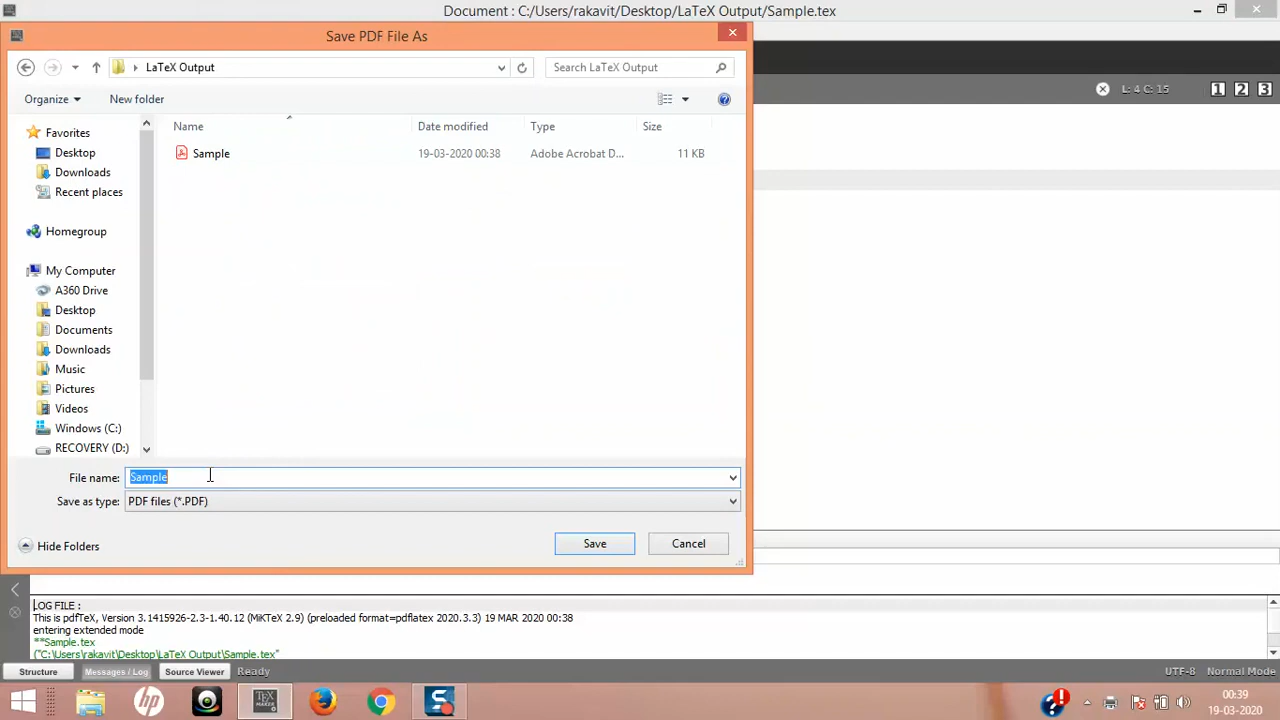 Document : C:/Users/rakavit/Desktop/LaTeX Output/Sample.tex
Save PDF File As
LaTeX Output
Search LaTeX Output
Organize
New folder
L: 4 C: 15
1 2 3
Name
Date modified
Type
Size
Sample
19-03-2020 00:38
Adobe Acrobat D...
11 KB
Favorites
Desktop
Downloads
Recent places
Homegroup
My Computer
A360 Drive
Desktop
Documents
Downloads
Music
Pictures
Videos
Windows (C:)
RECOVERY (D:)
File name: Sample
Save as type: PDF files (*.PDF)
Hide Folders
Save
Cancel
LOG FILE :
This is pdfTeX, Version 3.1415926-2.3-1.40.12 (MiKTeX 2.9) (preloaded format=pdflatex 2020.3.3) 19 MAR 2020 00:38
entering extended mode
**Sample.tex
("C:\Users\rakavit\Desktop\LaTeX Output\Sample.tex"
Structure
Messages / Log
Source Viewer
Ready
UTF-8
Normal Mode
hp
TEX
MAKER
S
00:39
19-03-2020